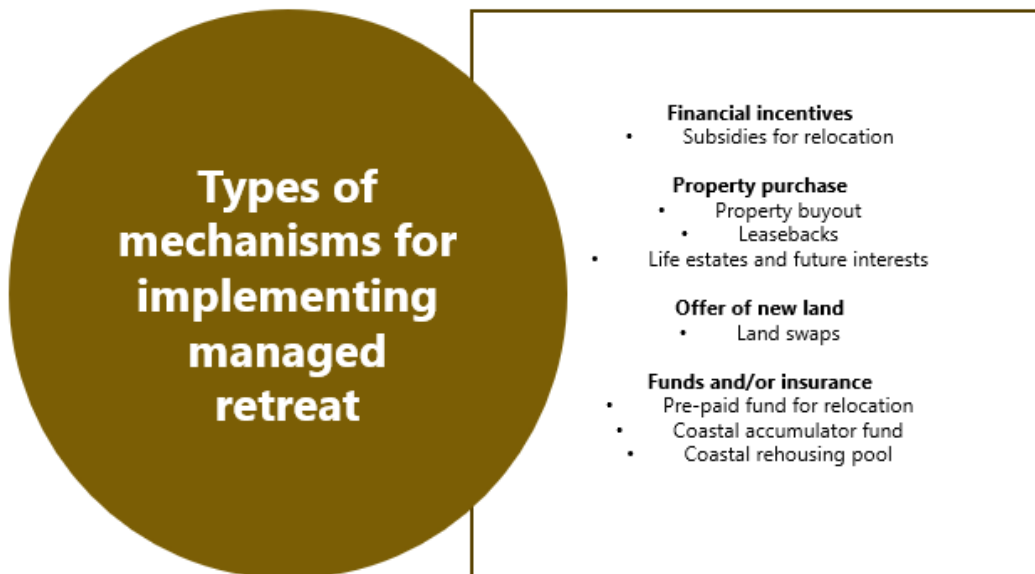 Types of
mechanisms for
implementing
managed
retreat
Financial incentives
• Subsidies for relocation
Property purchase
• Property buyout
• Leasebacks
• Life estates and future interests
Offer of new land
• Land swaps
Funds and/or insurance
• Pre-paid fund for relocation
• Coastal accumulator fund
• Coastal rehousing pool